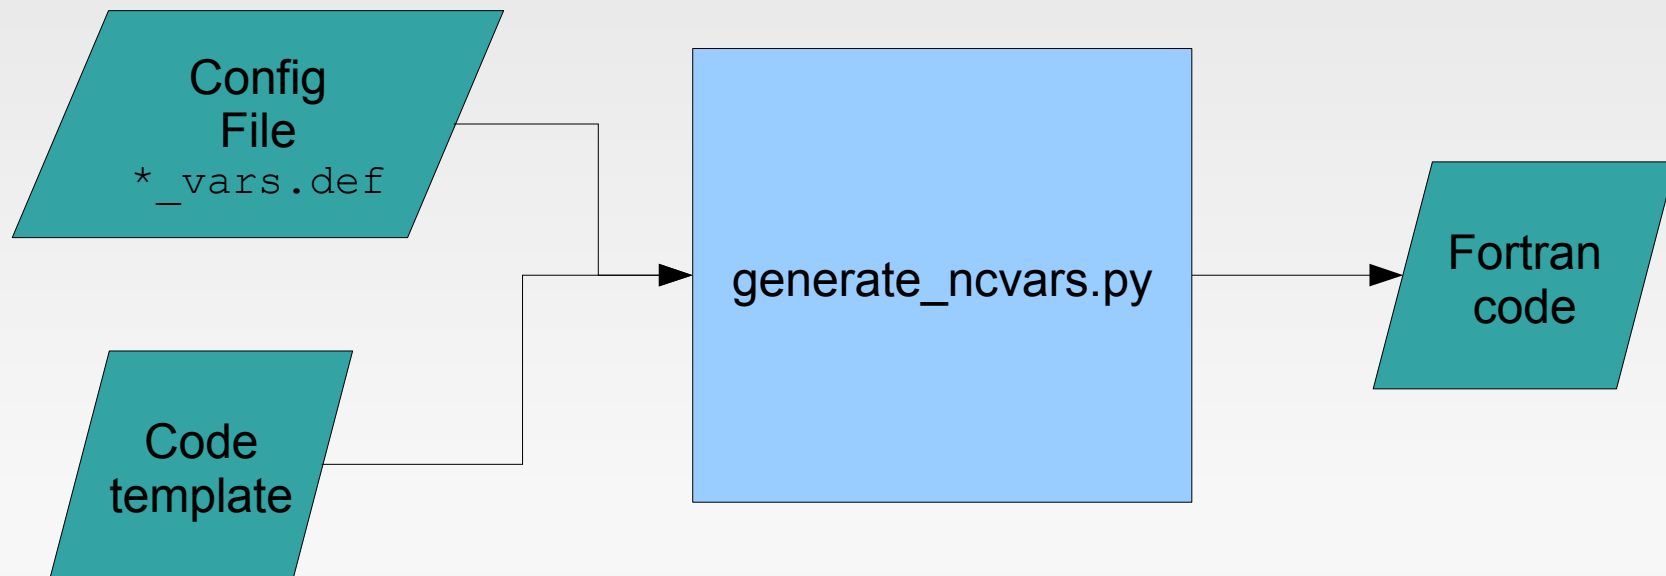 Config
File
*_vars.def
generate_ncvars.py
Fortran
code
Code
template